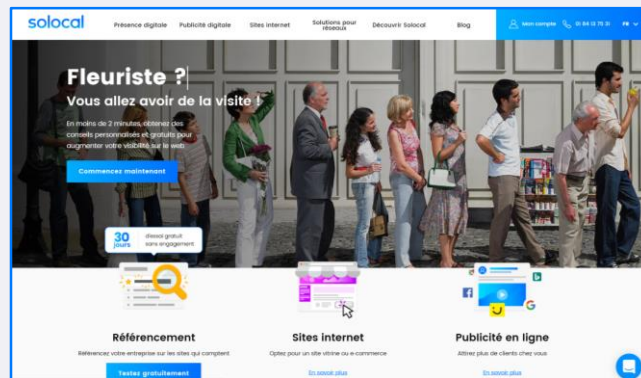 solocal
Présence digitale
Publicité digitale
Sites internet
Solutions pour
réseaux
Découvrir Solocal
Blog
Mon compte
FR
Fleuriste ?
Vous allez avoir de la visite !
En moins de 2 minutes, obtenez des
conseils personnalisés et gratuits pour
augmenter votre visibilité sur le web
Commencez maintenant
30
jours
d'essai gratuit
sans engagement
Référencement
Référencez votre entreprise sur les sites qui comptent
Testez gratuitement
Sites internet
Optez pour un site vitrine ou e-commerce
En savoir plus
Publicité en ligne
Attirez plus de clients chez vous
En savoir plus